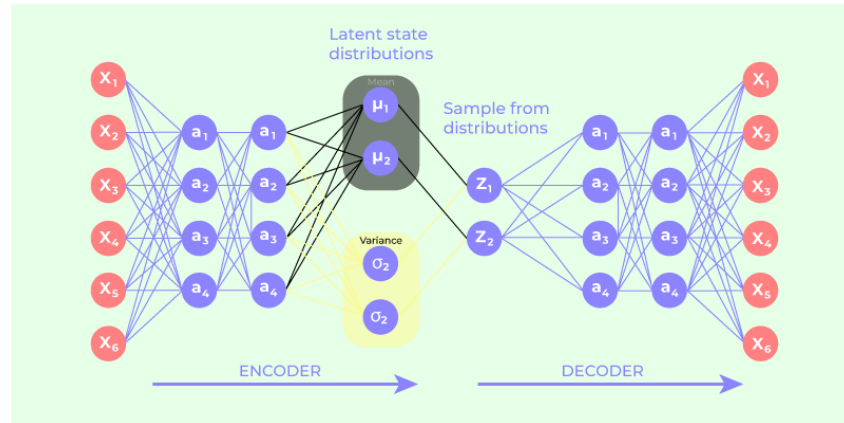 Latent state
distributions
Mean
Sample from
distributions
Variance
X₁
X₂
X₃
X₄
X₅
X₆
a₁
a₂
a₃
a₄
a₁
a₂
a₃
a₄
μ₁
μ₂
σ₂
σ₂
Z₁
Z₂
a₁
a₂
a₃
a₄
a₁
a₂
a₃
a₄
X₁
X₂
X₃
X₄
X₅
X₆
ENCODER
DECODER